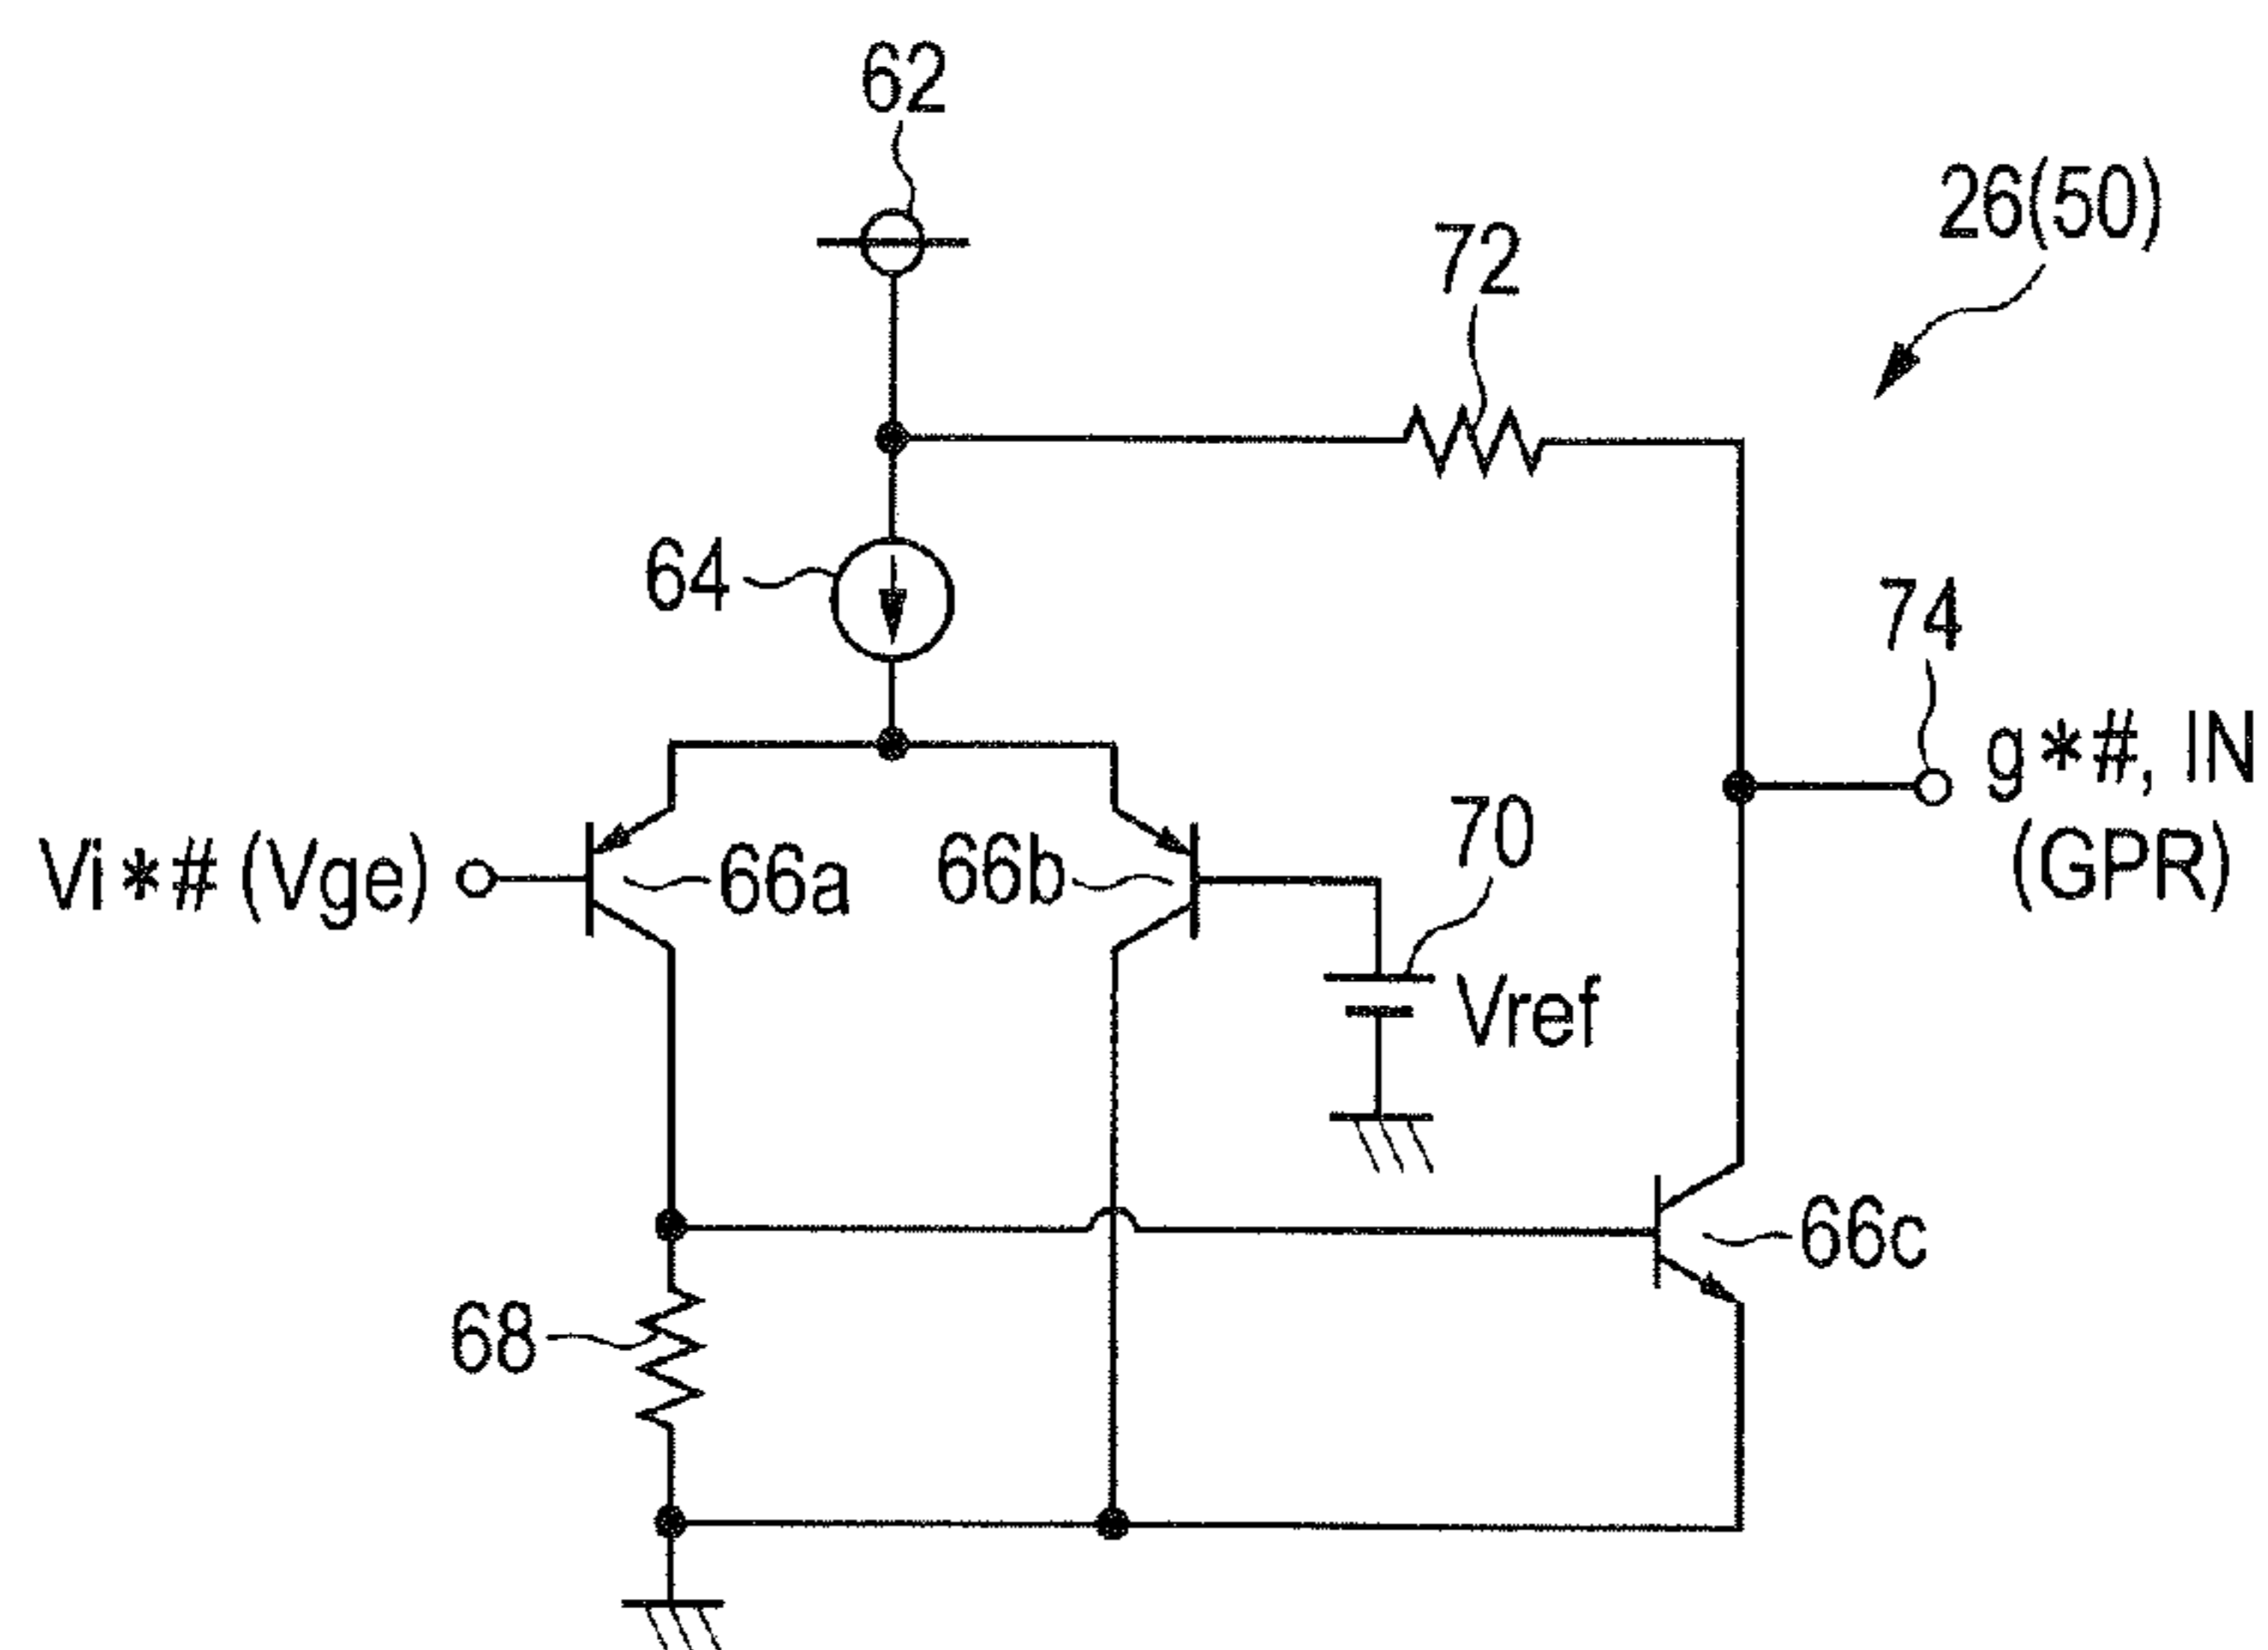 62
26(50)
72
64
74
g*#, IN
(GPR)
Vi*# (Vge)
66a
66b
70
Vref
66c
68